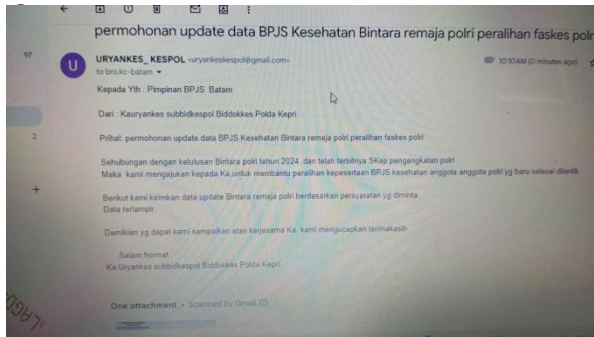 permohonan update data BPJS Kesehatan Bintara remaja polri peralihan faskes polri
97
U
URYANKES_ KESPOL <uryankeskespol@gmail.com>
10:10 AM (0 minutes ago)
to bro.kc-batam
Kepada Yth : Pimpinan BPJS Batam
Dari : Kauryankes subbidkespol Biddokkes Polda Kepri
2
Prihal: permohonan update data BPJS Kesehatan Bintara remaja polri peralihan faskes polri
Sehubungan dengan kelulusan Bintara polri tahun 2024 ,dan telah terbitnya SKep pengangkatan polri .
Maka kami mengajukan kepada Ka untuk membantu peralihan kepesertaan BPJS kesehatan anggota anggota polri yg baru selesai dilantik
Berikut kami kirimkan data update Bintara remaja polri berdasarkan persyaratan yg diminta.
Data terlampir.
Demikian yg dapat kami sampaikan atas kerjasama Ka, kami mengucapkan terimakasih
Salam hormat
Ka Uryankes subbidkespol Biddokkes Polda Kepri.
One attachment • Scanned by Gmail